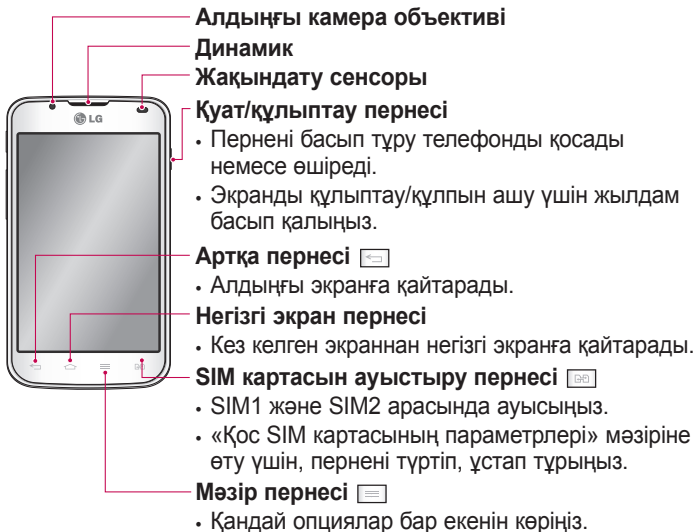 Алдыңғы камера объективі
Динамик
Жақындату сенсоры
Қуат/құлыптау пернесі
• Пернені басып тұру телефонды қосады
немесе өшіреді.
• Экранды құлыптау/құлпын ашу үшін жылдам
басып қалыңыз.
Артқа пернесі
• Алдыңғы экранға қайтарады.
Негізгі экран пернесі
• Кез келген экраннан негізгі экранға қайтарады.
SIM картасын ауыстыру пернесі
• SIM1 және SIM2 арасында ауысыңыз.
• «Қос SIM картасының параметрлері» мәзіріне
өту үшін, пернені түртіп, ұстап тұрыңыз.
Мәзір пернесі
• Қандай опциялар бар екенін көріңіз.
LG